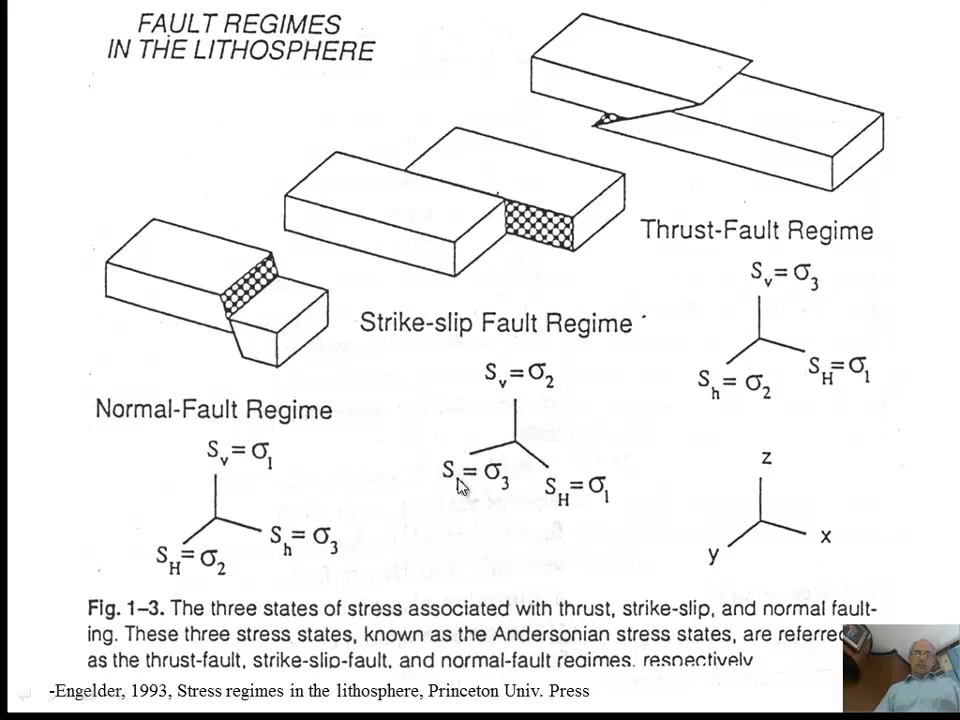 FAULT REGIMES
IN THE LITHOSPHERE
Thrust-Fault Regime
Sv = σ3
Sh = σ2
SH = σ1
Strike-slip Fault Regime
Sv = σ2
S = σ3
SH = σ1
Normal-Fault Regime
Sv = σ1
SH = σ2
Sh = σ3
z
x
y
Fig. 1–3. The three states of stress associated with thrust, strike-slip, and normal fault-
ing. These three stress states, known as the Andersonian stress states, are
as the thrust-fault, strike-slip-fault, and normal-fault regimes, respectively
-Engelder, 1993, Stress regimes in the lithosphere, Princeton Univ. Press